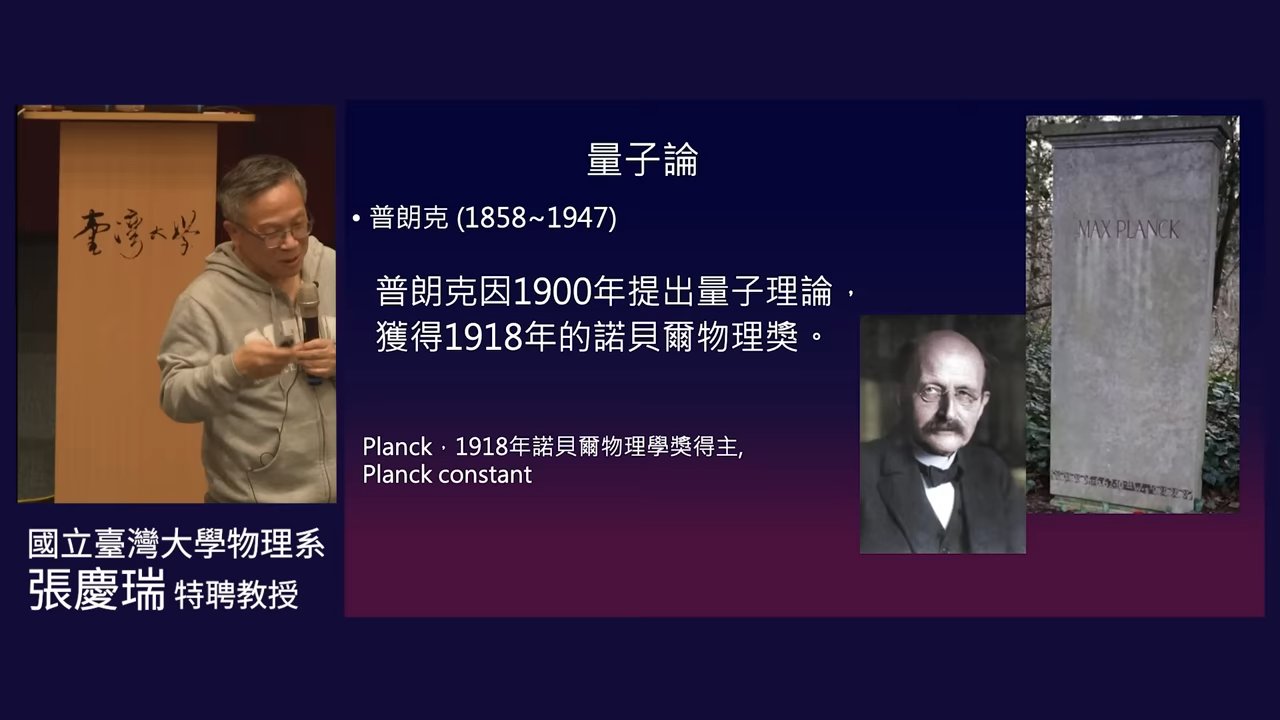 臺灣大學
國立臺灣大學物理系
張慶瑞 特聘教授
量子論
• 普朗克 (1858~1947)
普朗克因1900年提出量子理論，
獲得1918年的諾貝爾物理獎。
Planck，1918年諾貝爾物理學獎得主,
Planck constant
MAX PLANCK